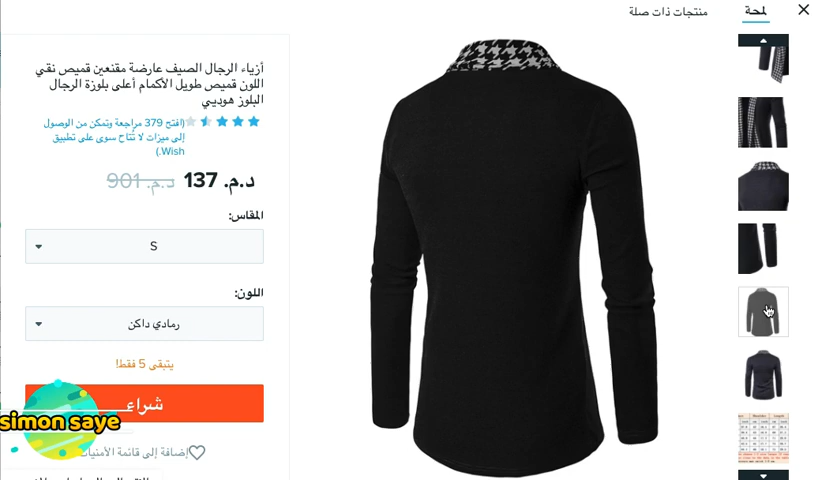 لمحة
منتجات ذات صلة
أزياء الرجال الصيف عارضة مقنعين قميص نقي
اللون قميص طويل الأكمام أعلى بلوزة الرجال
البلوز هوديي
(افتح 379 مراجعة وتمكن من الوصول
إلى ميزات لا تُتاح سوى على تطبيق
Wish.)
137 د.م. 901 د.م.
المقاس:
S
اللون:
رمادي داكن
يتبقى 5 فقط!
شراء
simon saye
إضافة إلى قائمة الأمنيات